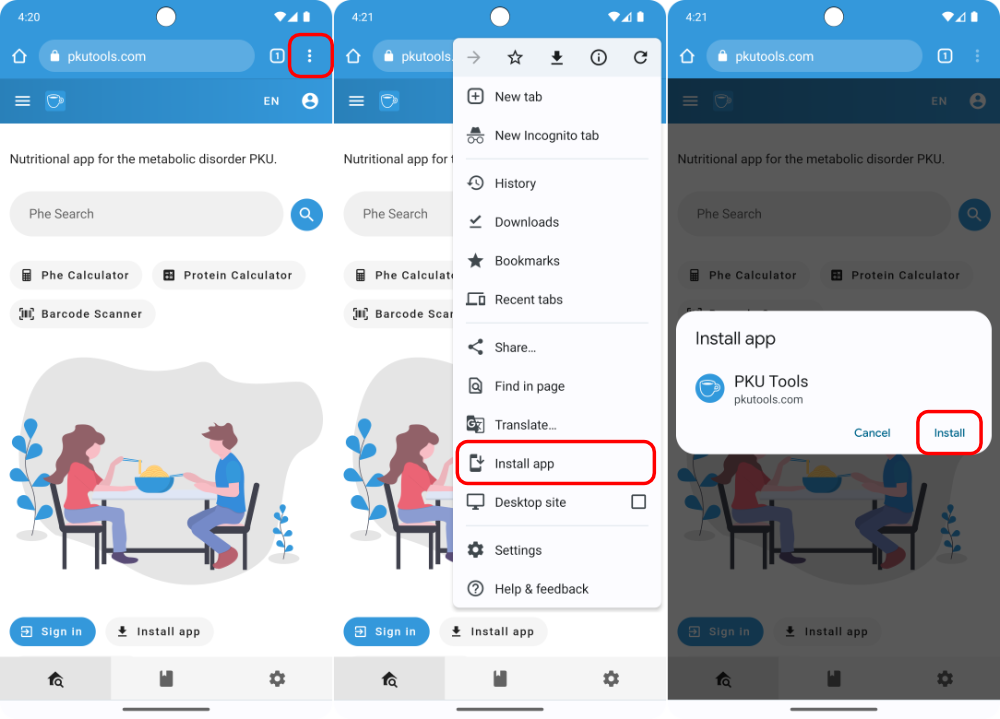 4:20
pkutools.com
1
EN
Nutritional app for the metabolic disorder PKU.
Phe Search
Phe Calculator
Protein Calculator
Barcode Scanner
Sign in
Install app
4:21
pkutools.
Nutritional app for t
Phe Search
Phe Calculat
Barcode Scan
New tab
New Incognito tab
History
Downloads
Bookmarks
Recent tabs
Share...
Find in page
Translate...
Install app
Desktop site
Settings
Help & feedback
Sign in
Install app
4:21
pkutools.com
1
EN
Nutritional app for the metabolic disorder PKU.
Phe Search
Phe Calculator
Protein Calculator
Install app
PKU Tools
pkutools.com
Cancel
Install
Sign in
Install app